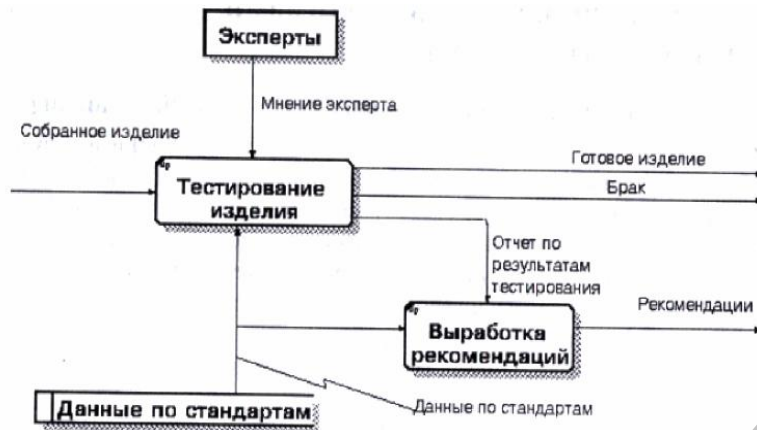 Эксперты
Мнение эксперта
Собранное изделие
Готовое изделие
Тестирование
изделия
Брак
Отчет по
результатам
тестирования
Рекомендации
Выработка
рекомендаций
Данные по стандартам
Данные по стандартам